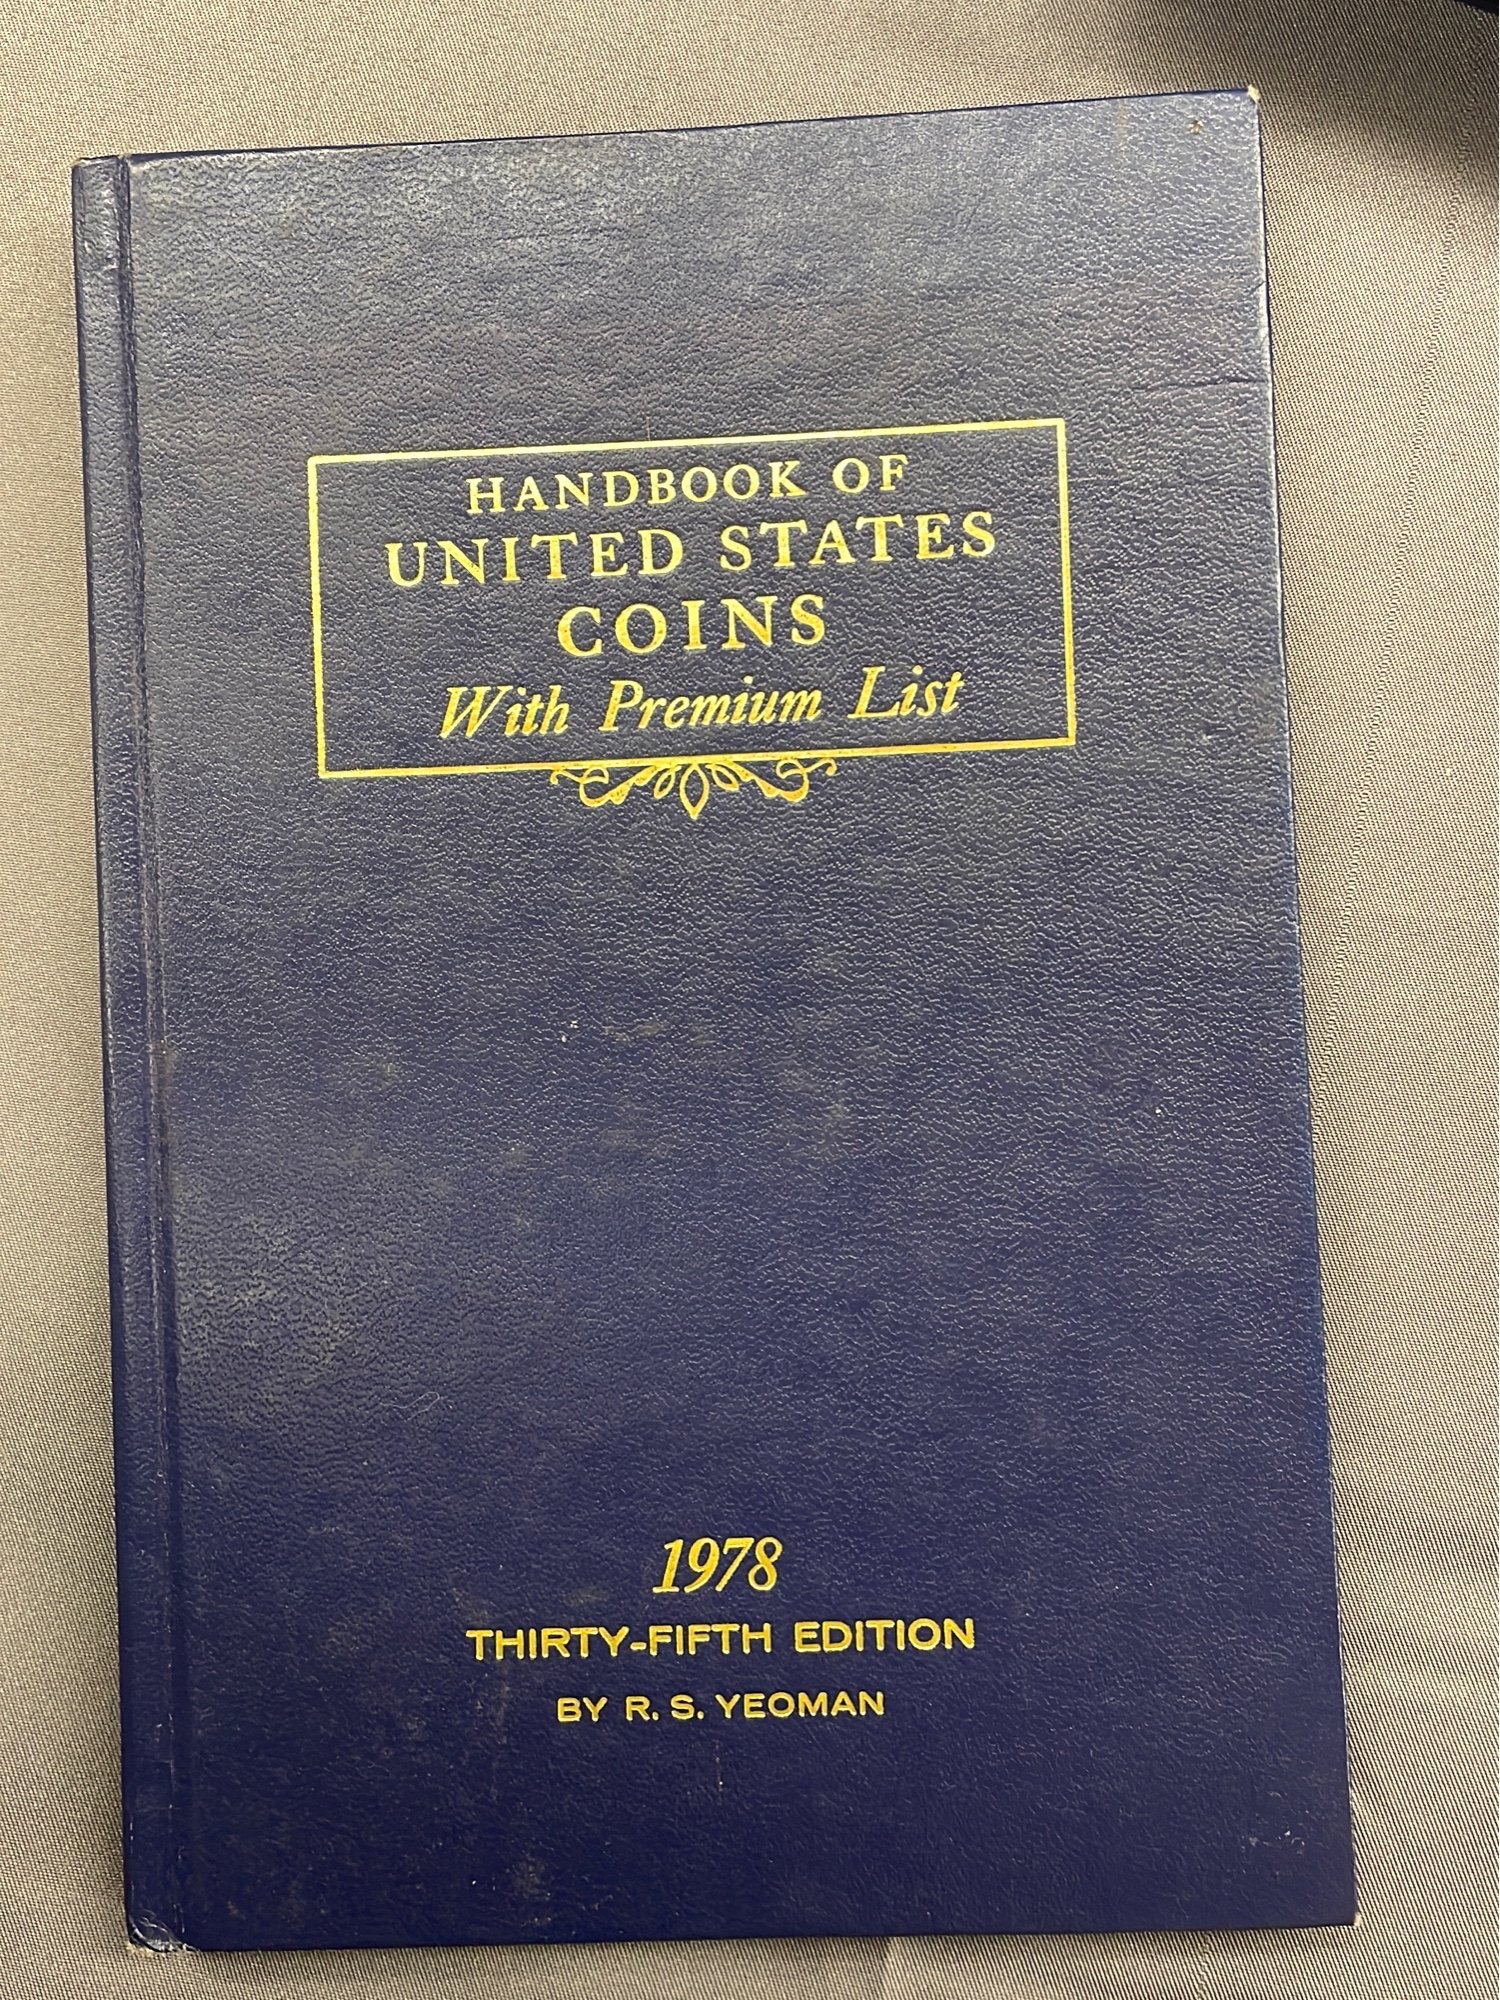 HANDBOOK OF
UNITED STATES
COINS
With Premium List
1978
THIRTY-FIFTH EDITION
BY R. S. YEOMAN